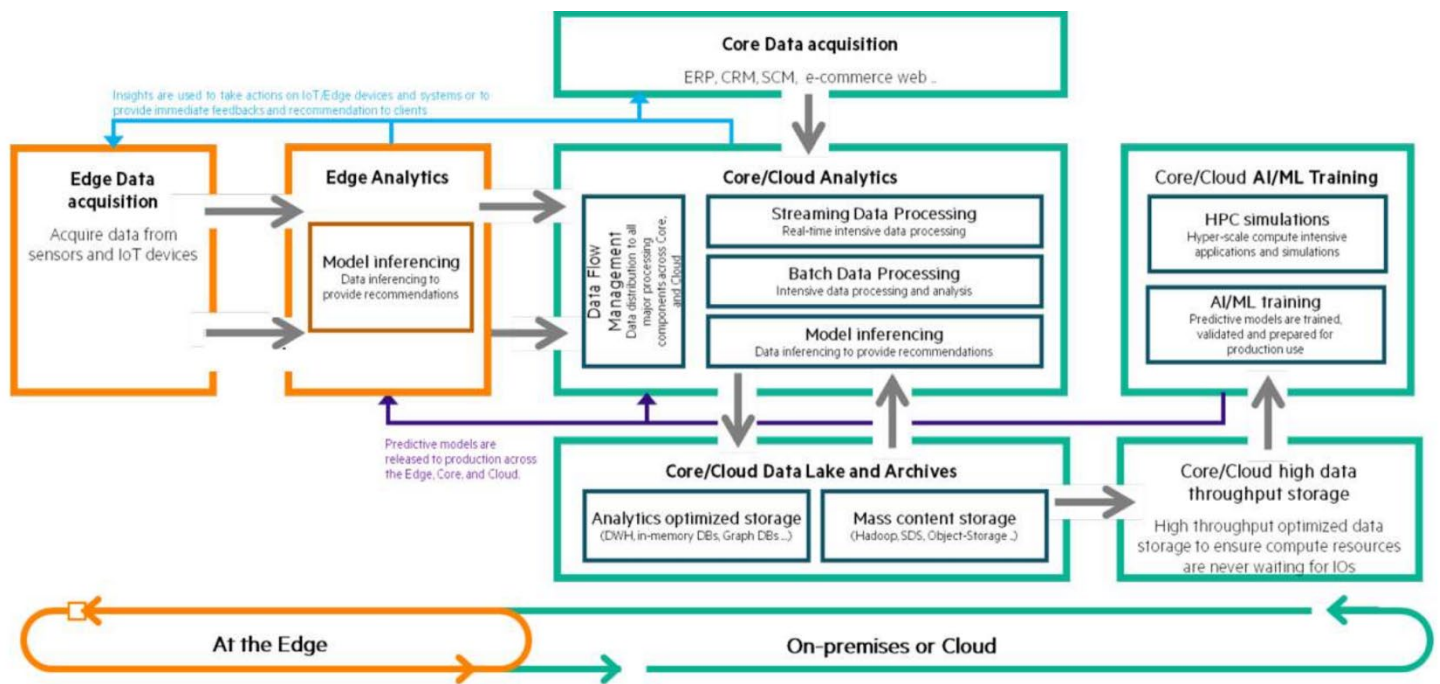 Core Data acquisition
ERP, CRM, SCM, e-commerce web ..
Insights are used to take actions on IoT/Edge devices and systems or to
provide immediate feedbacks and recommendation to clients
Edge Data
acquisition
Acquire data from
sensors and IoT devices
Edge Analytics
Model inferencing
Data inferencing to
provide recommendations
Core/Cloud Analytics
Data Flow
Management
Data distribution to all
major processing
components across Core,
and Cloud
Streaming Data Processing
Real-time intensive data processing
Batch Data Processing
Intensive data processing and analysis
Model inferencing
Data inferencing to provide recommendations
Core/Cloud AI/ML Training
HPC simulations
Hyper-scale compute intensive
applications and simulations
AI/ML training
Predictive models are trained,
validated and prepared for
production use
Predictive models are
released to production across
the Edge, Core, and Cloud.
Core/Cloud Data Lake and Archives
Analytics optimized storage
(DWH, in-memory DBs, Graph DBs ...)
Mass content storage
(Hadoop, SDS, Object-Storage ..)
Core/Cloud high data
throughput storage
High throughput optimized data
storage to ensure compute resources
are never waiting for IOs
At the Edge
On-premises or Cloud